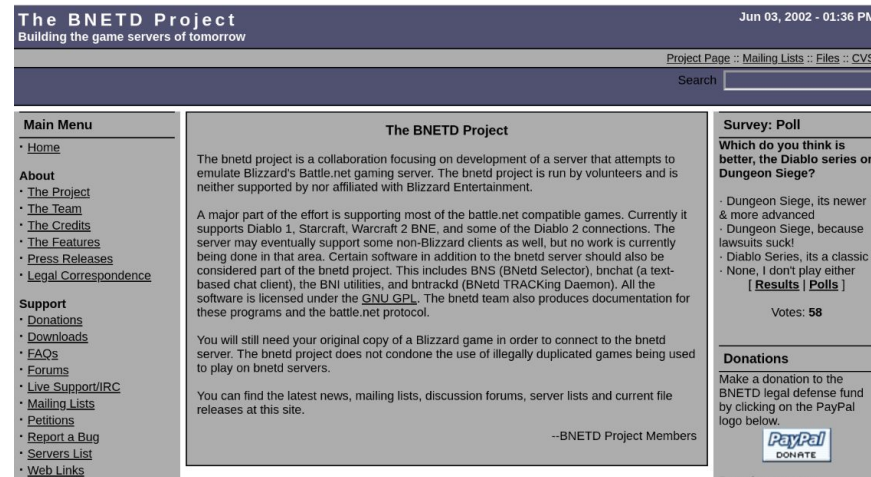 The BNETD Project
Building the game servers of tomorrow
Jun 03, 2002 - 01:36 PM
Project Page :: Mailing Lists :: Files :: CVS
Search
Main Menu
· Home
About
· The Project
· The Team
· The Credits
· The Features
· Press Releases
· Legal Correspondence
Support
· Donations
· Downloads
· FAQs
· Forums
· Live Support/IRC
· Mailing Lists
· Petitions
· Report a Bug
· Servers List
· Web Links
The BNETD Project
The bnetd project is a collaboration focusing on development of a server that attempts to
emulate Blizzard's Battle.net gaming server. The bnetd project is run by volunteers and is
neither supported by nor affiliated with Blizzard Entertainment.
A major part of the effort is supporting most of the battle.net compatible games. Currently it
supports Diablo 1, Starcraft, Warcraft 2 BNE, and some of the Diablo 2 connections. The
server may eventually support some non-Blizzard clients as well, but no work is currently
being done in that area. Certain software in addition to the bnetd server should also be
considered part of the bnetd project. This includes BNS (BNetd Selector), bnchat (a text-
based chat client), the BNI utilities, and bntrackd (BNetd TRACKing Daemon). All the
software is licensed under the GNU GPL. The bnetd team also produces documentation for
these programs and the battle.net protocol.
You will still need your original copy of a Blizzard game in order to connect to the bnetd
server. The bnetd project does not condone the use of illegally duplicated games being used
to play on bnetd servers.
You can find the latest news, mailing lists, discussion forums, server lists and current file
releases at this site.
--BNETD Project Members
Survey: Poll
Which do you think is
better, the Diablo series or
Dungeon Siege?
· Dungeon Siege, its newer
& more advanced
· Dungeon Siege, because
lawsuits suck!
· Diablo Series, its a classic
· None, I don't play either
[ Results | Polls ]
Votes: 58
Donations
Make a donation to the
BNETD legal defense fund
by clicking on the PayPal
logo below.
PayPal
DONATE